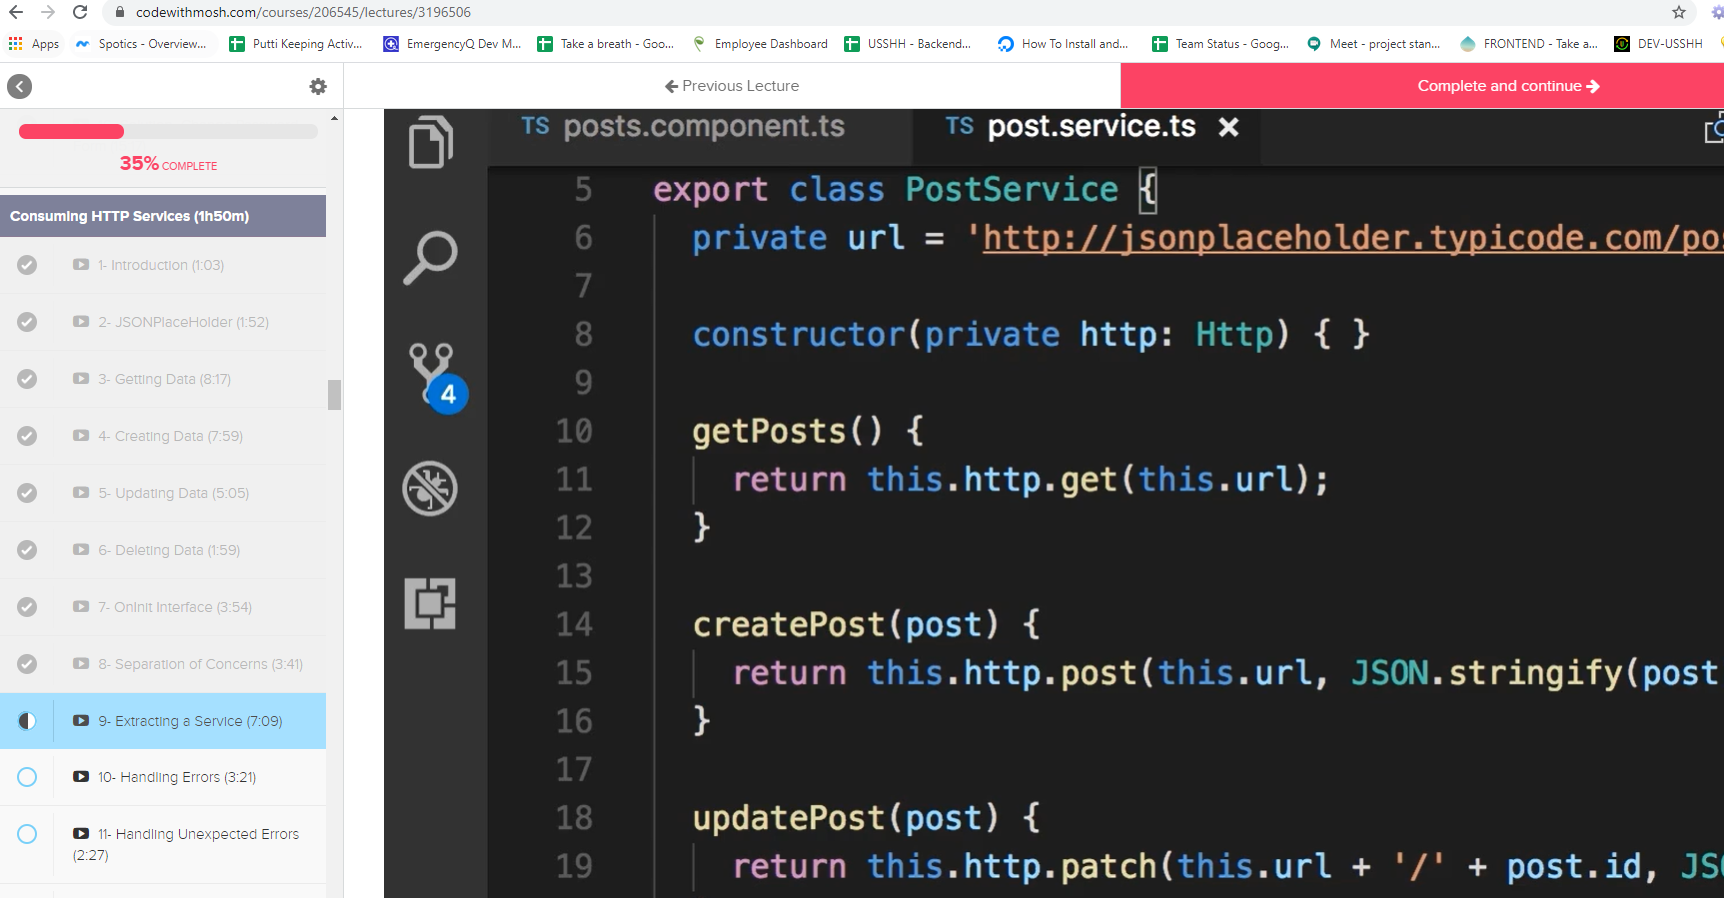 codewithmosh.com/courses/206545/lectures/3196506
Apps Spotics - Overview... Putti Keeping Activ... EmergencyQ Dev M... Take a breath - Goo... Employee Dashboard USSHH - Backend... How To Install and... Team Status - Goog... Meet - project stan... FRONTEND - Take a... DEV-USSHH
Previous Lecture
Complete and continue
35% COMPLETE
Consuming HTTP Services (1h50m)
1- Introduction (1:03)
2- JSONPlaceHolder (1:52)
3- Getting Data (8:17)
4- Creating Data (7:59)
5- Updating Data (5:05)
6- Deleting Data (1:59)
7- OnInit Interface (3:54)
8- Separation of Concerns (3:41)
9- Extracting a Service (7:09)
10- Handling Errors (3:21)
11- Handling Unexpected Errors
(2:27)
TS posts.component.ts TS post.service.ts
4
5 export class PostService {
6 private url = 'http://jsonplaceholder.typicode.com/pos
7
8 constructor(private http: Http) { }
9
10 getPosts() {
11 return this.http.get(this.url);
12 }
13
14 createPost(post) {
15 return this.http.post(this.url, JSON.stringify(post
16 }
17
18 updatePost(post) {
19 return this.http.patch(this.url + '/' + post.id, JS